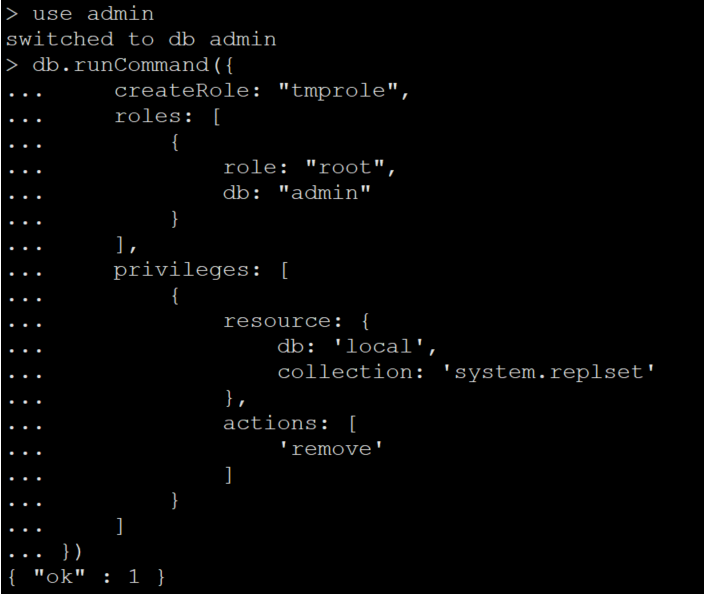 > use admin
switched to db admin
> db.runCommand({
...     createRole: "tmprole",
...     roles: [
...         {
...             role: "root",
...             db: "admin"
...         }
...     ],
...     privileges: [
...         {
...             resource: {
...                 db: 'local',
...                 collection: 'system.replset'
...             },
...             actions: [
...                 'remove'
...             ]
...         }
...     ]
... })
{ "ok" : 1 }